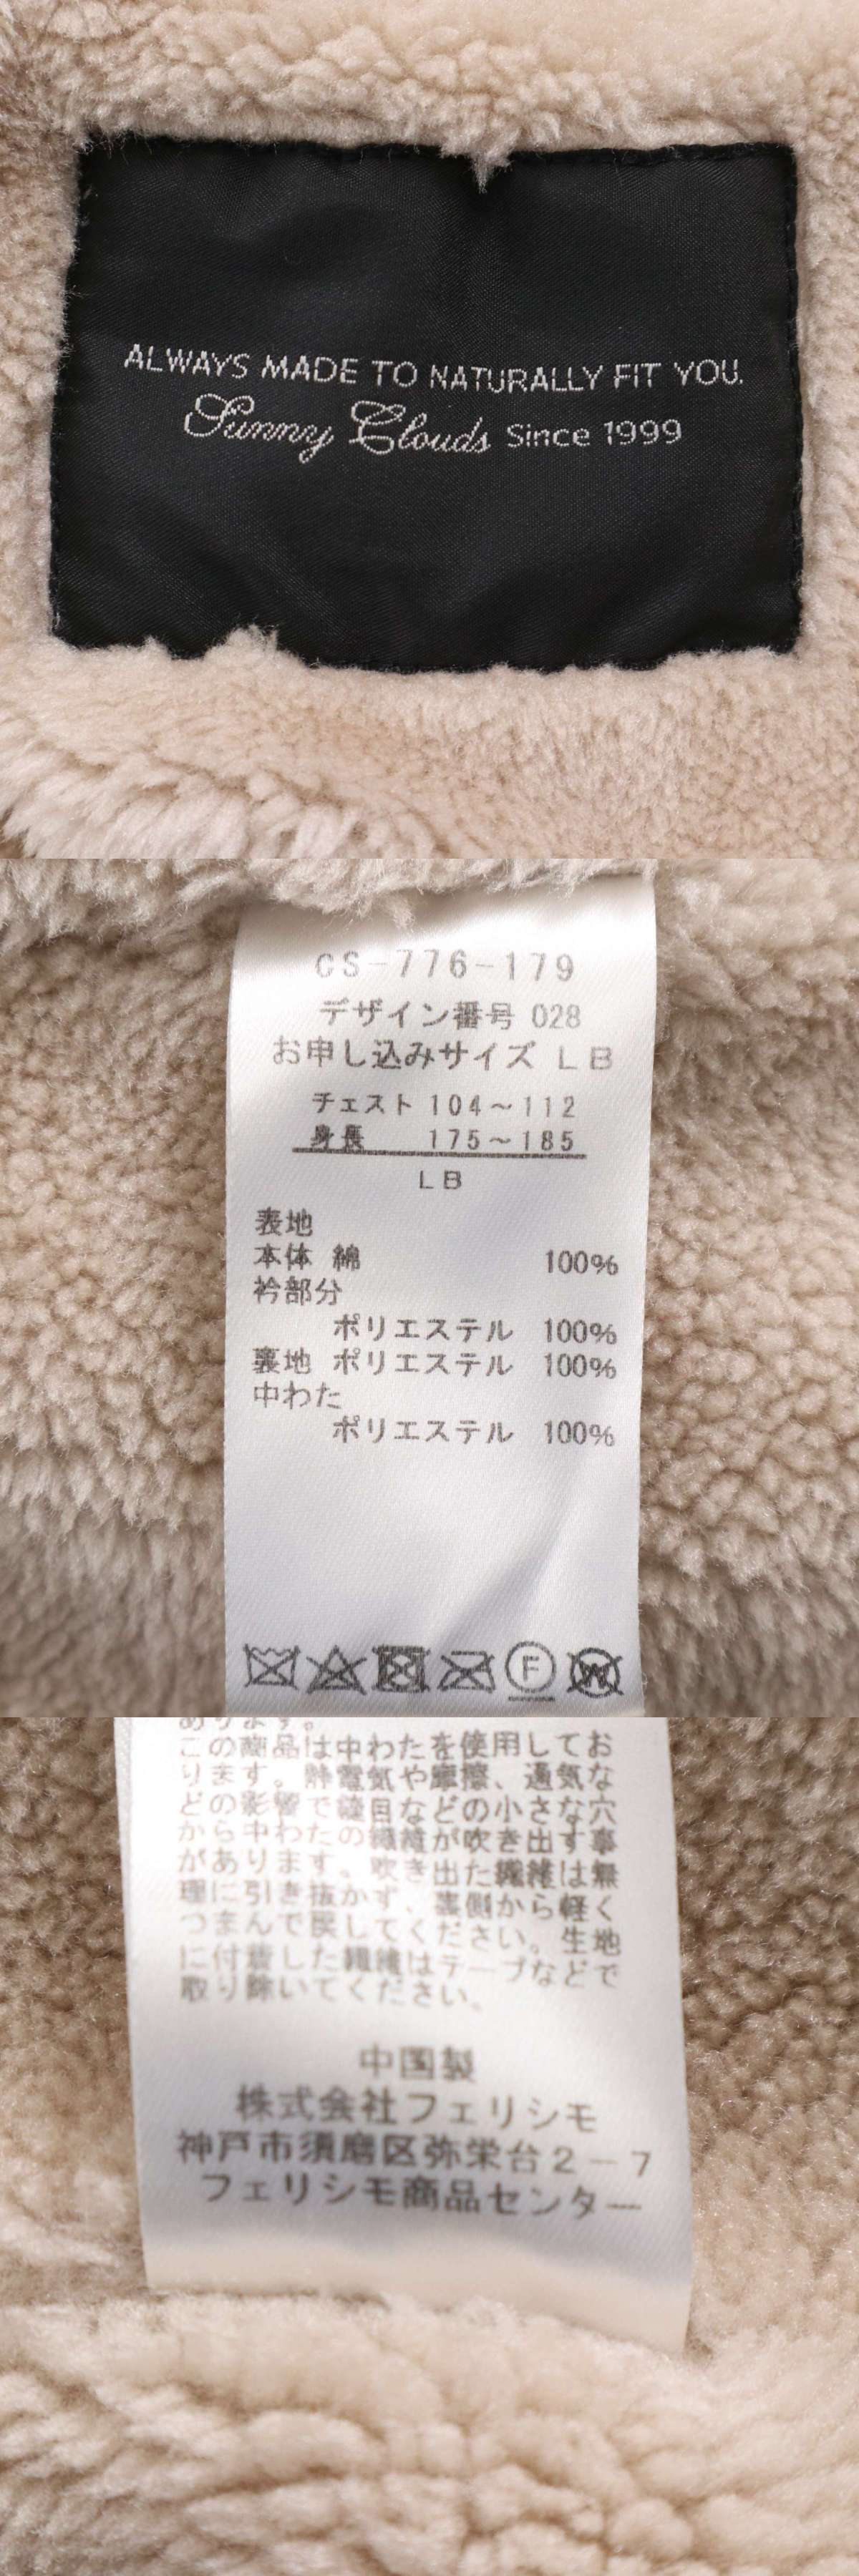 ALWAYS MADE TO NATURALLY FIT YOU.
Sunny Clouds Since 1999
CS-776-179
デザイン番号 028
お申し込みサイズ LB
チェスト 104～112
身長 175～185
LB
表地
本体 綿 100%
衿部分
ポリエステル 100%
裏地 ポリエステル 100%
中わた
ポリエステル 100%
F
W
あります。
この商品は中わたを使用してお
ります。静電気や摩擦、通気な
どの影響で縫目などの小さな穴
から中わたの繊維が吹き出す事
があります。吹き出た繊維は無
理に引き抜かず、裏側から軽く
つまんで戻してください。生地
に付着した繊維はテープなどで
取り除いてください。
中国製
株式会社フェリシモ
神戸市須磨区弥栄台2－7
フェリシモ商品センター